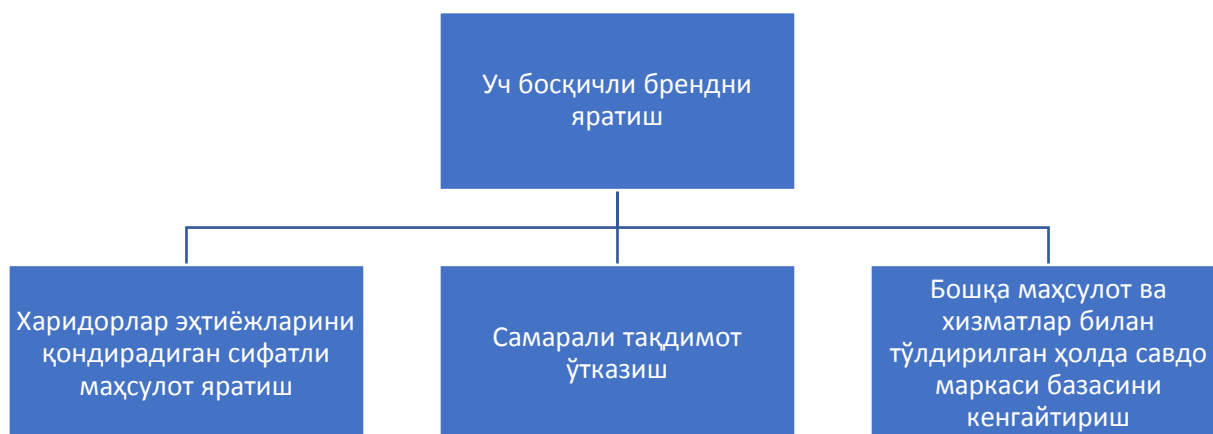 Уч босқичли брендни
яратиш
Харидорлар эҳтиёжларини
қондирадиган сифатли
маҳсулот яратиш
Самарали тақдимот
ўтказиш
Бошқа маҳсулот ва
хизматлар билан
тўлдирилган ҳолда савдо
маркаси базасини
кенгайтириш